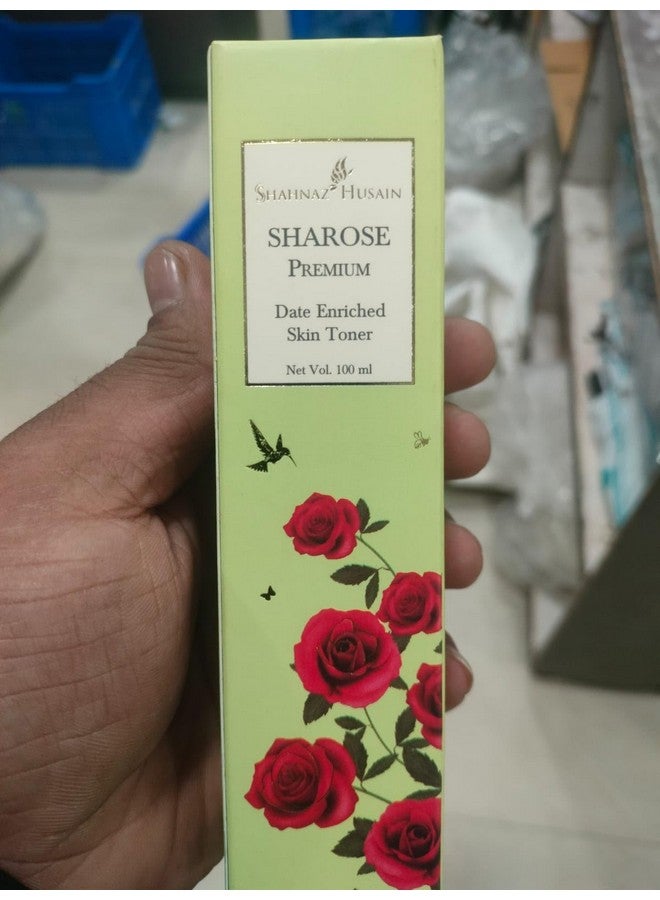 SHAHNAZ HUSAIN
SHAROSE
PREMIUM
Date Enriched
Skin Toner
Net Vol. 100 ml